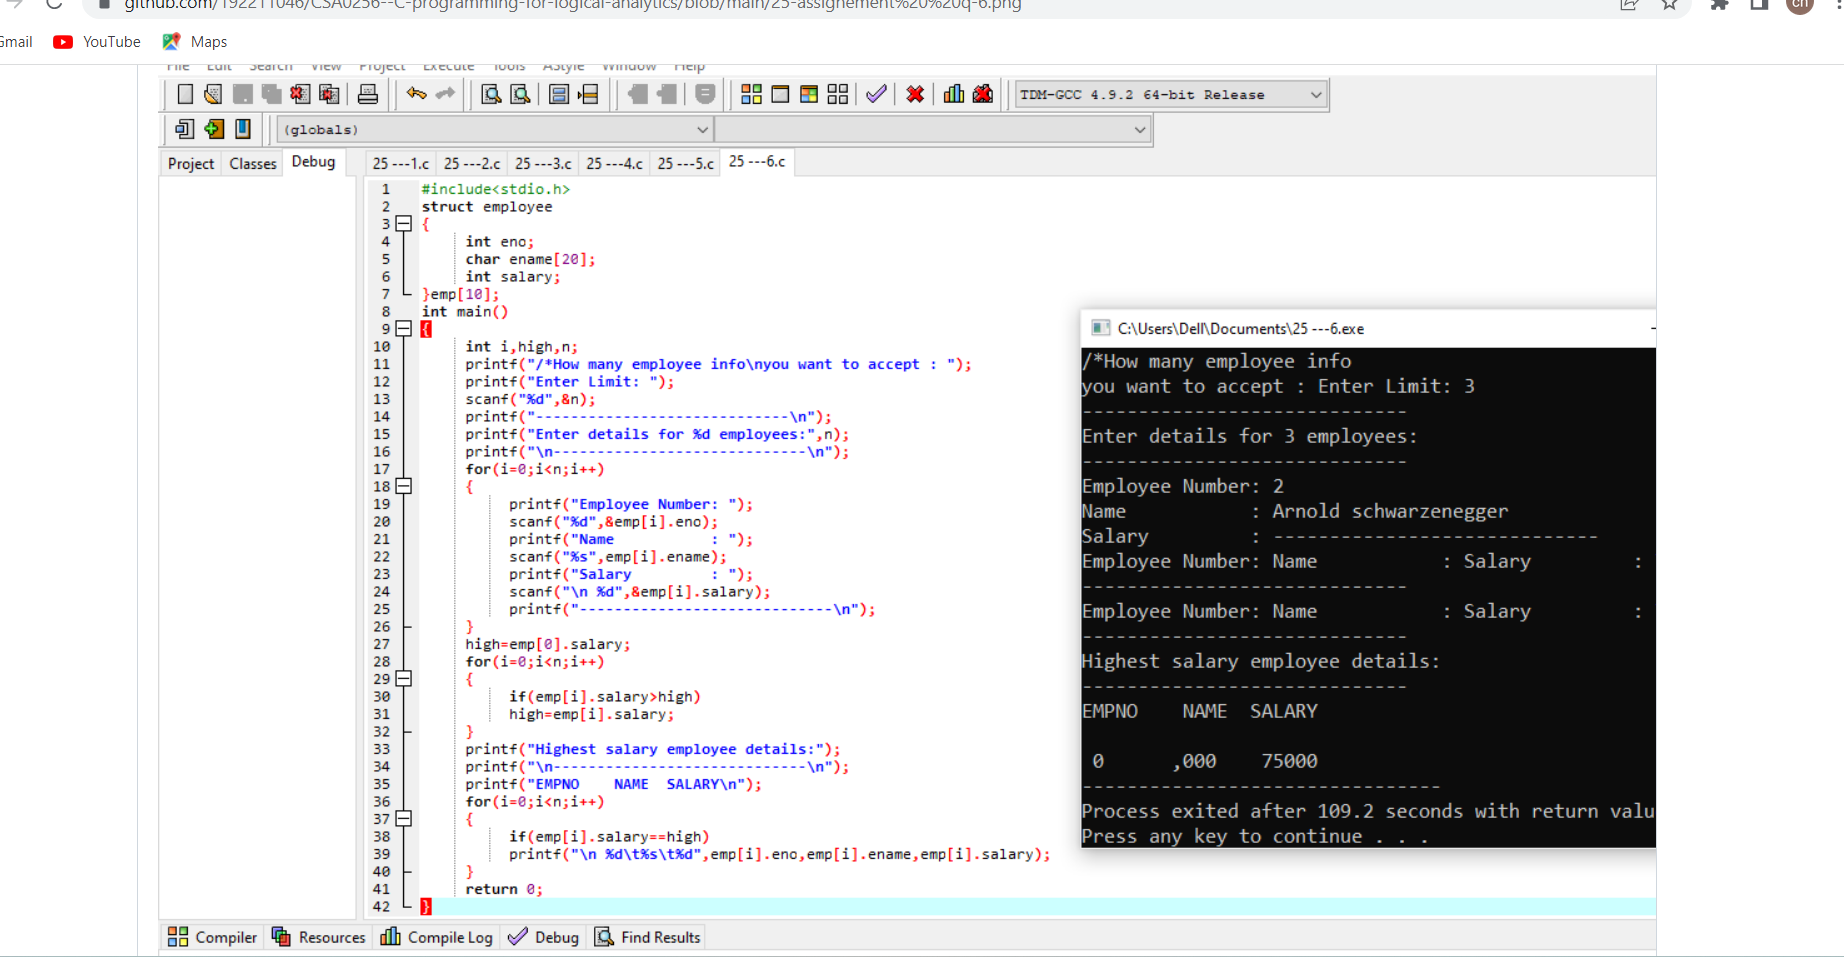 github.com/192211046/CSA0256--C-programming-for-logical-analytics/blob/main/25-assignement%20%20q-6.png
ch
Gmail YouTube Maps
File Edit Search View Project Execute Tools AStyle Window Help
TDM-GCC 4.9.2 64-bit Release
(globals)
Project Classes Debug 25 ---1.c 25 ---2.c 25 ---3.c 25 ---4.c 25 ---5.c 25 ---6.c
1 #include<stdio.h>
2 struct employee
3 {
4 int eno;
5 char ename[20];
6 int salary;
7 }emp[10];
8 int main()
9 {
10 int i,high,n;
11 printf("/*How many employee info\nyou want to accept : ");
12 printf("Enter Limit: ");
13 scanf("%d",&n);
14 printf("-----------------------------\n");
15 printf("Enter details for %d employees:",n);
16 printf("\n-----------------------------\n");
17 for(i=0;i<n;i++)
18 {
19 printf("Employee Number: ");
20 scanf("%d",&emp[i].eno);
21 printf("Name           : ");
22 scanf("%s",emp[i].ename);
23 printf("Salary         : ");
24 scanf("\n %d",&emp[i].salary);
25 printf("-----------------------------\n");
26 }
27 high=emp[0].salary;
28 for(i=0;i<n;i++)
29 {
30 if(emp[i].salary>high)
31 high=emp[i].salary;
32 }
33 printf("Highest salary employee details:");
34 printf("\n-----------------------------\n");
35 printf("EMPNO    NAME  SALARY\n");
36 for(i=0;i<n;i++)
37 {
38 if(emp[i].salary==high)
39 printf("\n %d\t%s\t%d",emp[i].eno,emp[i].ename,emp[i].salary);
40 }
41 return 0;
42 }
C:\Users\Dell\Documents\25 ---6.exe
/*How many employee info
you want to accept : Enter Limit: 3
-----------------------------
Enter details for 3 employees:
-----------------------------
Employee Number: 2
Name           : Arnold schwarzenegger
Salary         : -----------------------------
Employee Number: Name           : Salary         :
-----------------------------
Employee Number: Name           : Salary         :
-----------------------------
Highest salary employee details:
-----------------------------
EMPNO    NAME  SALARY
0      ,000    75000
--------------------------------
Process exited after 109.2 seconds with return valu
Press any key to continue . . .
Compiler Resources Compile Log Debug Find Results